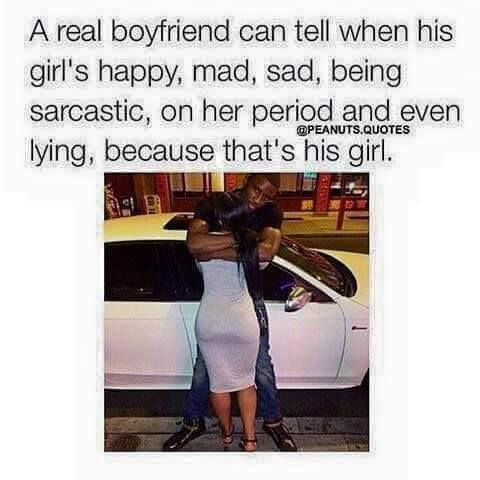 A real boyfriend can tell when his
girl's happy, mad, sad, being
sarcastic, on her period and even
@PEANUTS.QUOTES
lying, because that's his girl.